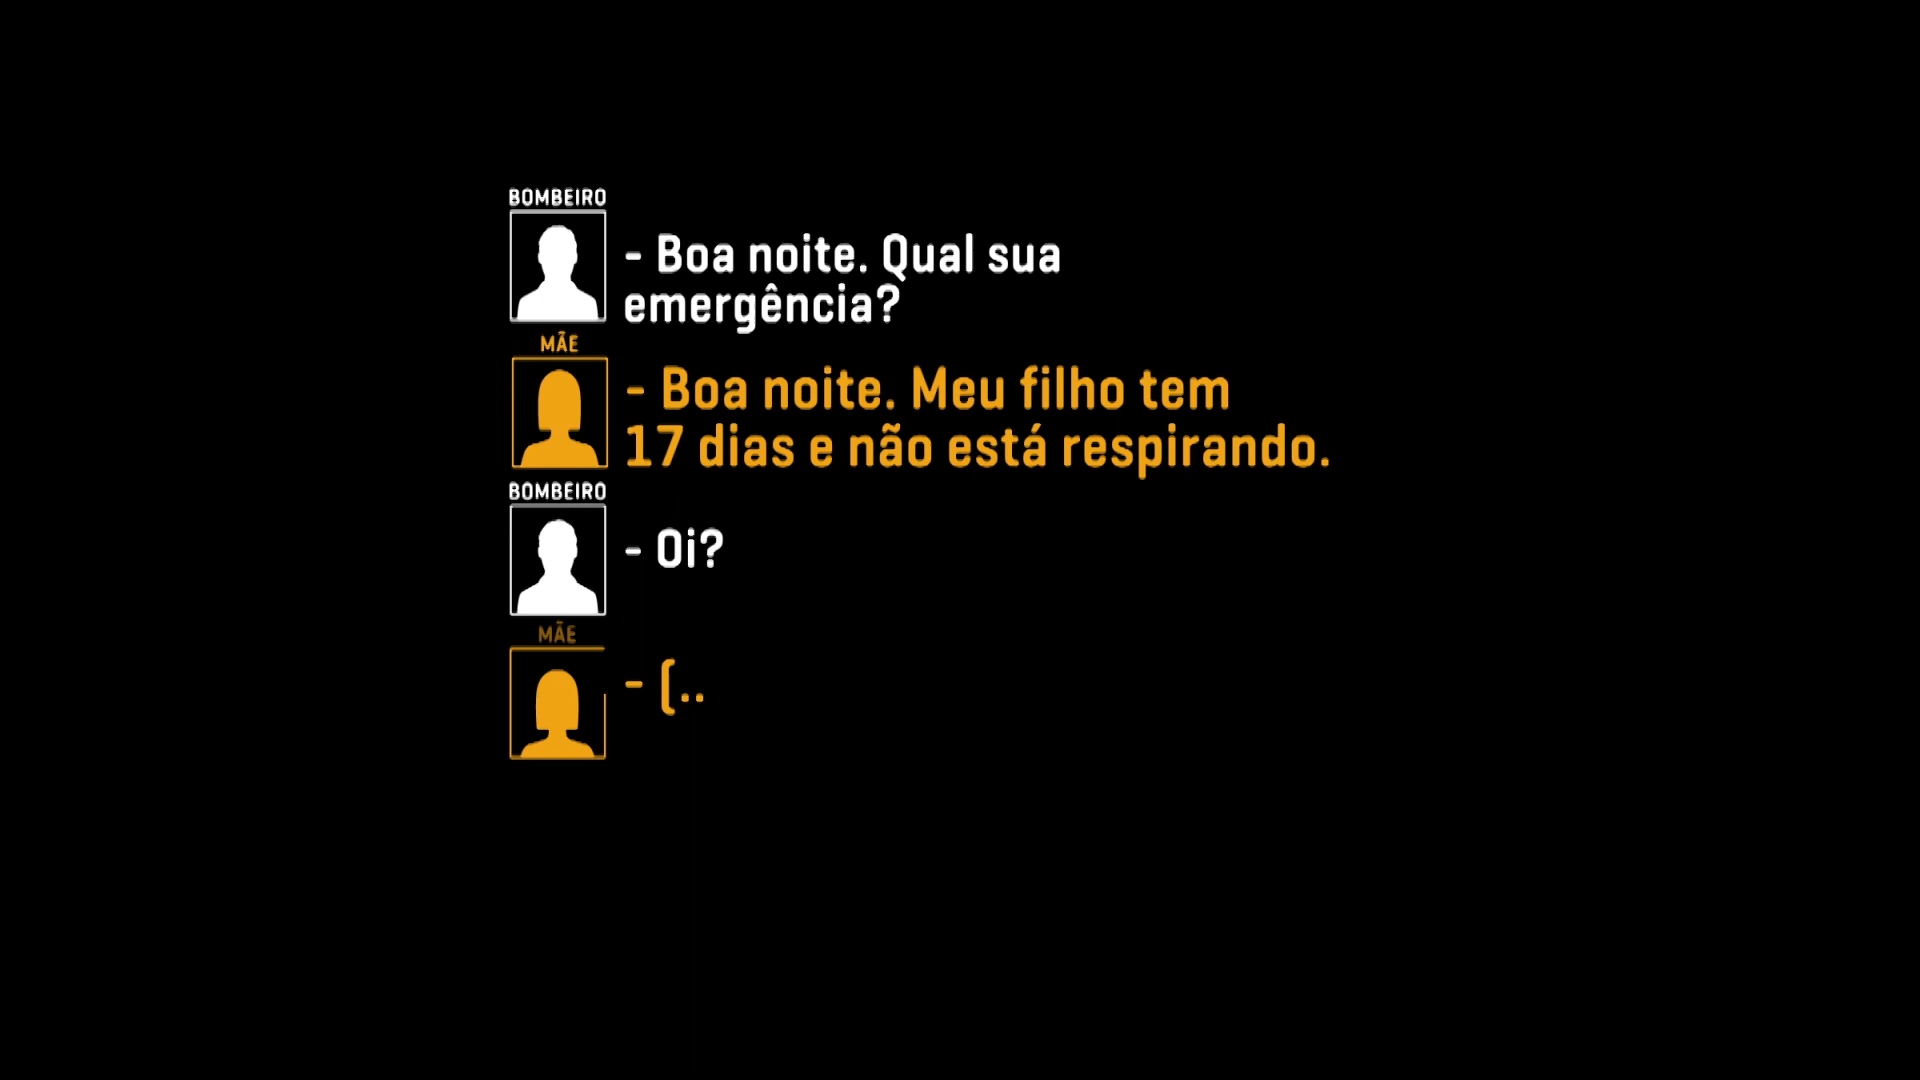 BOMBEIRO
- Boa noite. Qual sua
emergência?
MÃE
- Boa noite. Meu filho tem
17 dias e não está respirando.
BOMBEIRO
- Oi?
MÃE
- (..